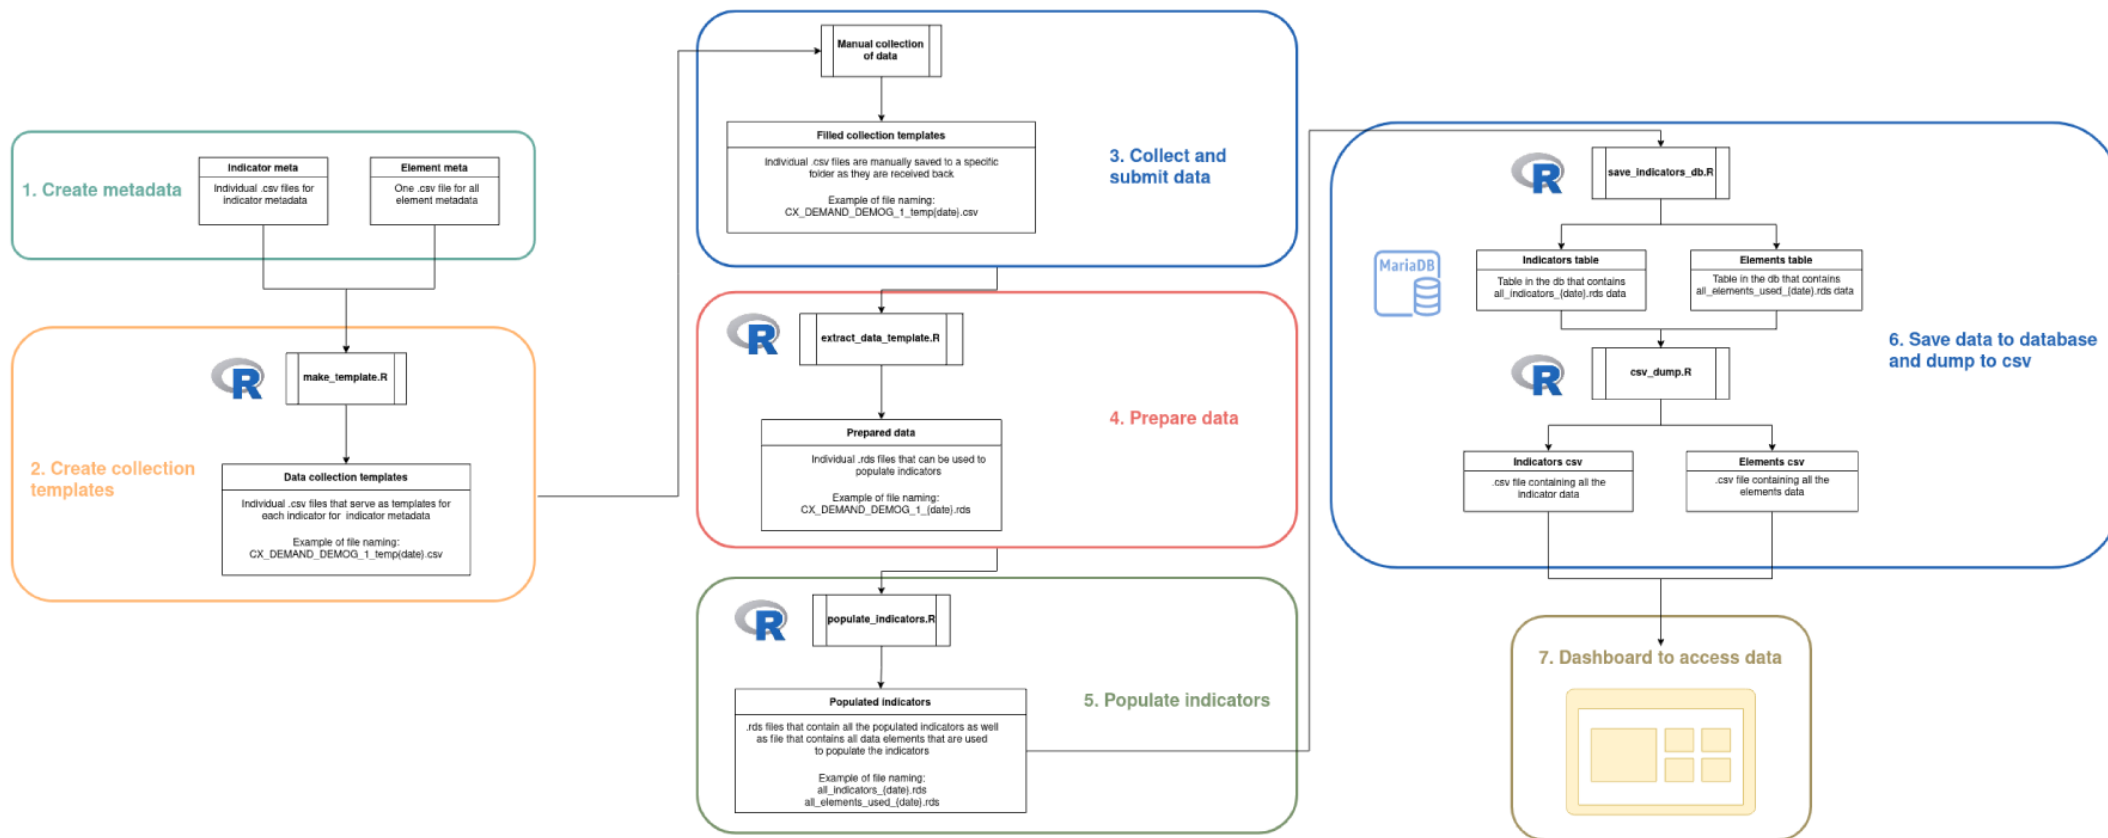 1. Create metadata
Indicator meta
Individual .csv files for
indicator metadata
Element meta
One .csv file for all
element metadata
2. Create collection
templates
R
make_template.R
Data collection templates
Individual .csv files that serve as templates for
each indicator for indicator metadata
Example of file naming:
CX_DEMAND_DEMOG_1_temp{date}.csv
3. Collect and
submit data
Manual collection
of data
Filled collection templates
Individual .csv files are manually saved to a specific
folder as they are received back
Example of file naming:
CX_DEMAND_DEMOG_1_temp{date}.csv
4. Prepare data
R
extract_data_template.R
Prepared data
Individual .rds files that can be used to
populate indicators
Example of file naming:
CX_DEMAND_DEMOG_1_{date}.rds
5. Populate indicators
R
populate_indicators.R
Populated indicators
.rds files that contain all the populated indicators as well
as file that contains all data elements that are used
to populate the indicators
Example of file naming:
all_indicators_{date}.rds
all_elements_used_{date}.rds
6. Save data to database
and dump to csv
R
save_indicators_db.R
MariaDB
Indicators table
Table in the db that contains
all_indicators_{date}.rds data
Elements table
Table in the db that contains
all_elements_used_{date}.rds data
R
csv_dump.R
Indicators csv
.csv file containing all the
indicator data
Elements csv
.csv file containing all the
elements data
7. Dashboard to access data